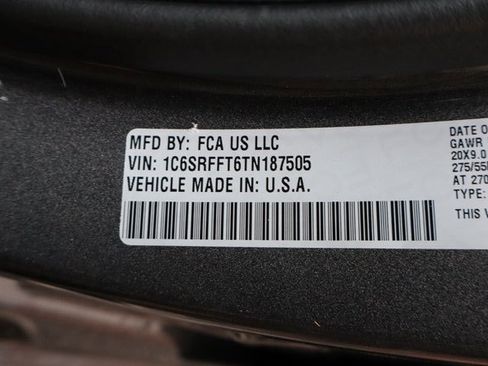 MFD BY: FCA US LLC
VIN: 1C6SRFFT6TN187505
VEHICLE MADE IN: U.S.A.
DATE O
GAWR
20X9.0
275/55
AT 270
TYPE:
THIS V